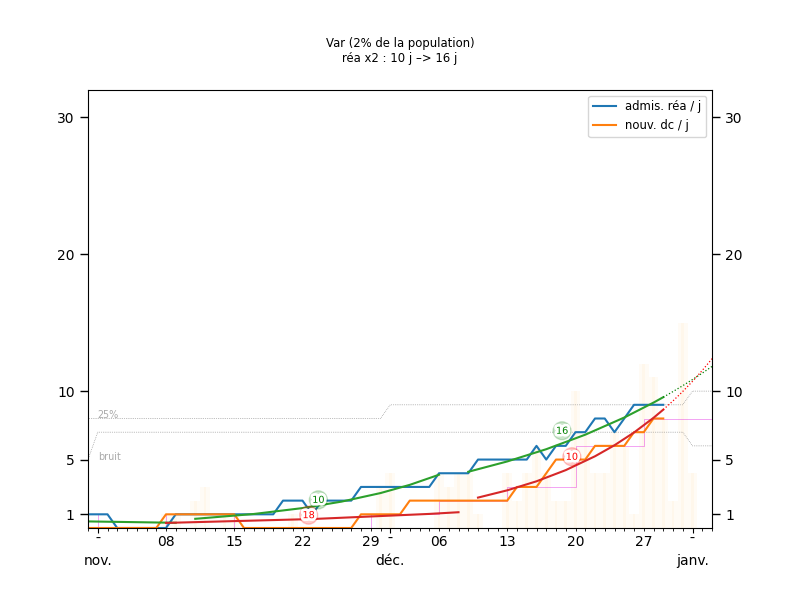 Var (2% de la population)
réa x2 : 10 j –> 16 j
admis. réa / j
nouv. dc / j
30 30
20 20
10 10
25%
16
5 bruit 10 5
10
1 18 1
- 08 15 22 29 - 06 13 20 27 -
nov. déc. janv.